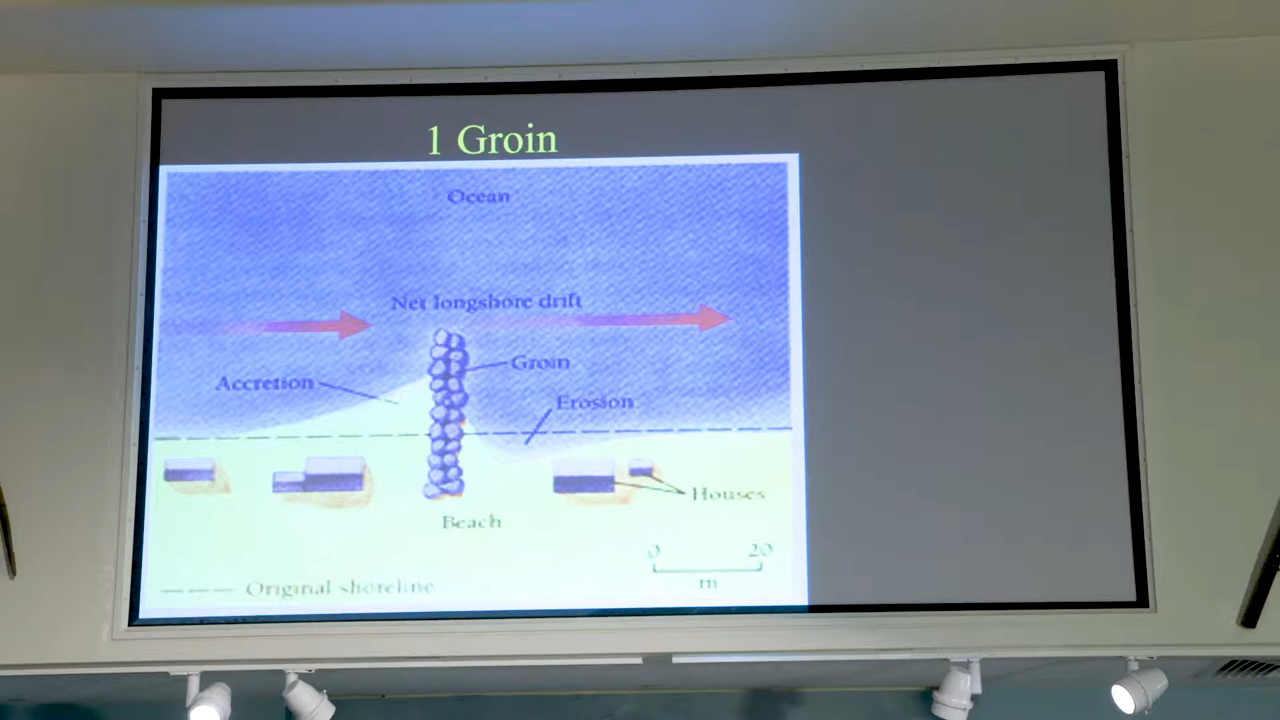 1 Groin
Ocean
Net longshore drift
Groin
Accretion
Erosion
Houses
Beach
0 20
m
Original shoreline